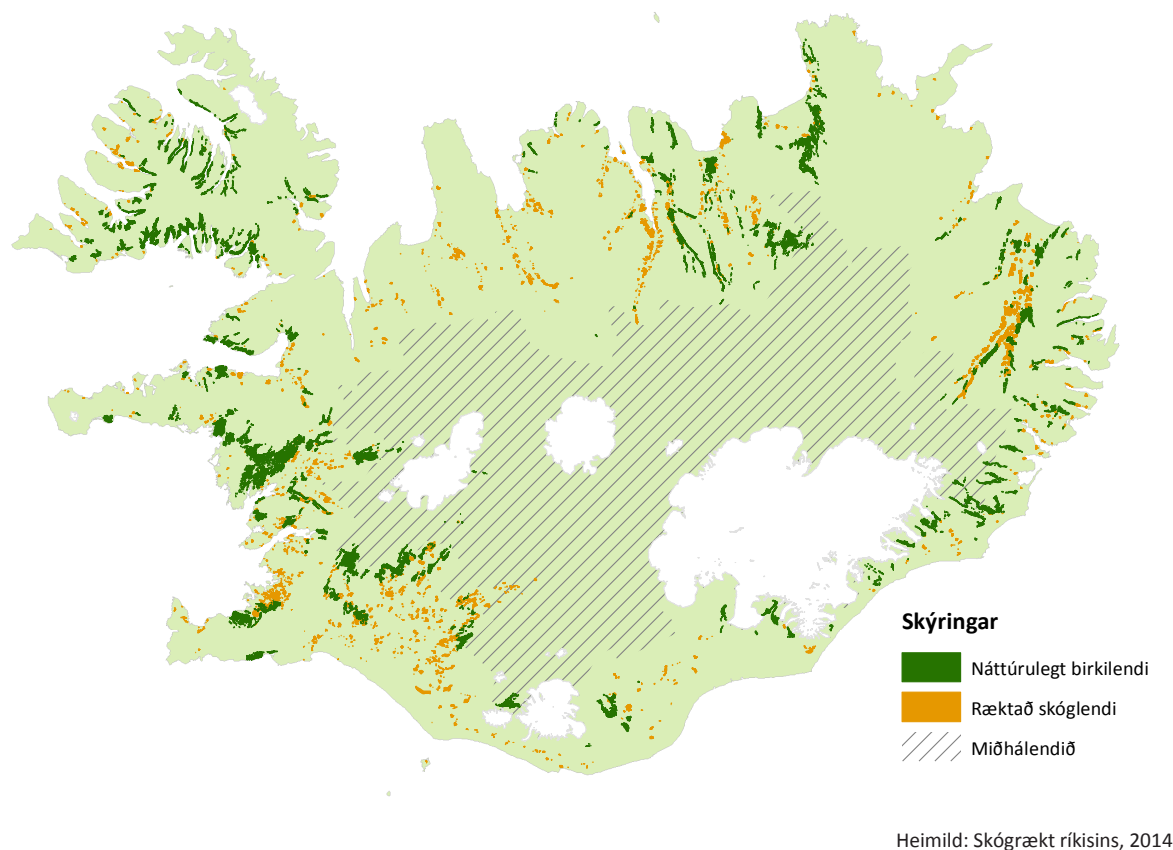 Skýringar
Náttúrulegt birkilendi
Ræktað skóglendi
Miðhálendið
Heimild: Skógrækt ríkisins, 2014